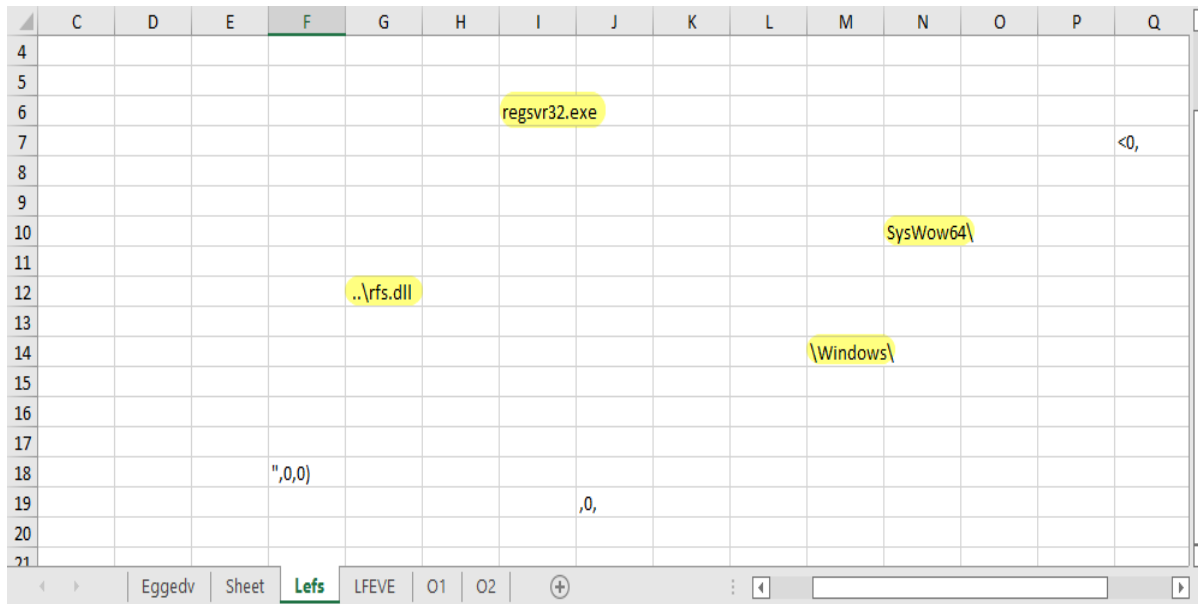 C D E F G H I J K L M N O P Q
4
5
6 regsvr32.exe
7 <0,
8
9
10 SysWow64\
11
12 ..\rfs.dll
13
14 \Windows\
15
16
17
18 ",0,0)
19 ,0,
20
21
Eggedv Sheet Lefs LFEVE O1 O2